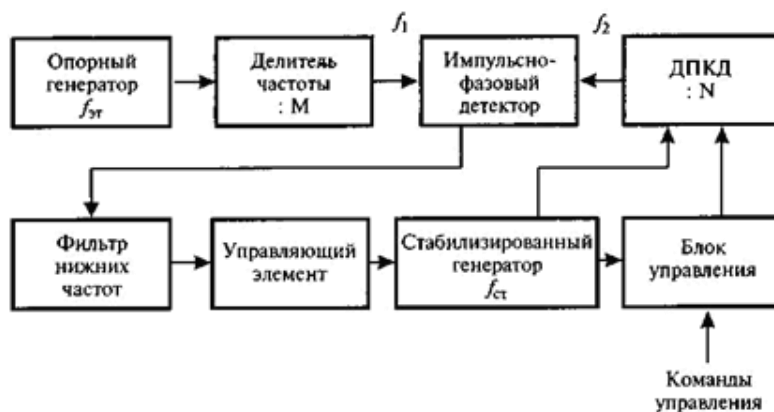 f₁
f₂
Опорный
генератор
fэт
Делитель
частоты
: M
Импульсно-
фазовый
детектор
ДПКД
: N
Фильтр
нижних
частот
Управляющий
элемент
Стабилизированный
генератор
fст
Блок
управления
Команды
управления